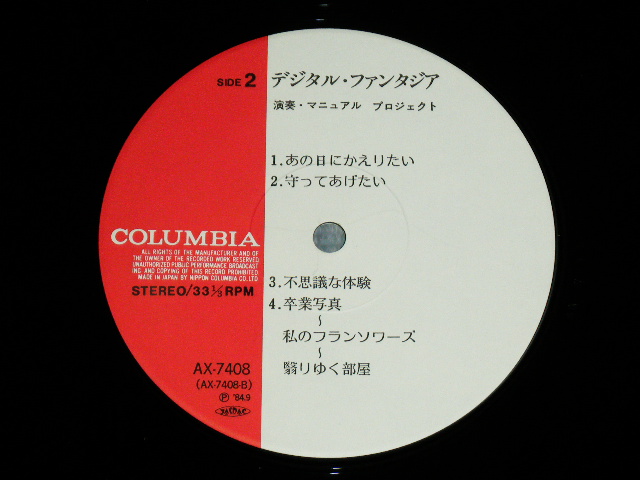 SIDE 2
デジタル・ファンタジア
演奏・マニュアル プロジェクト
1.あの日にかえりたい
2.守ってあげたい
COLUMBIA
ALL RIGHTS OF THE MANUFACTURER AND OF
THE OWNER OF THE RECORDED WORK RESERVED
UNAUTHORIZED PUBLIC PERFORMANCE BROADCAST
ING AND COPYING OF THIS RECORD PROHIBITED
MADE IN JAPAN BY NIPPON COLUMBIA CO.,LTD
STEREO/33 1/3 RPM
3.不思議な体験
4.卒業写真
～
私のフランソワーズ
～
翳りゆく部屋
AX-7408
(AX-7408-B)
Ⓟ '84.9